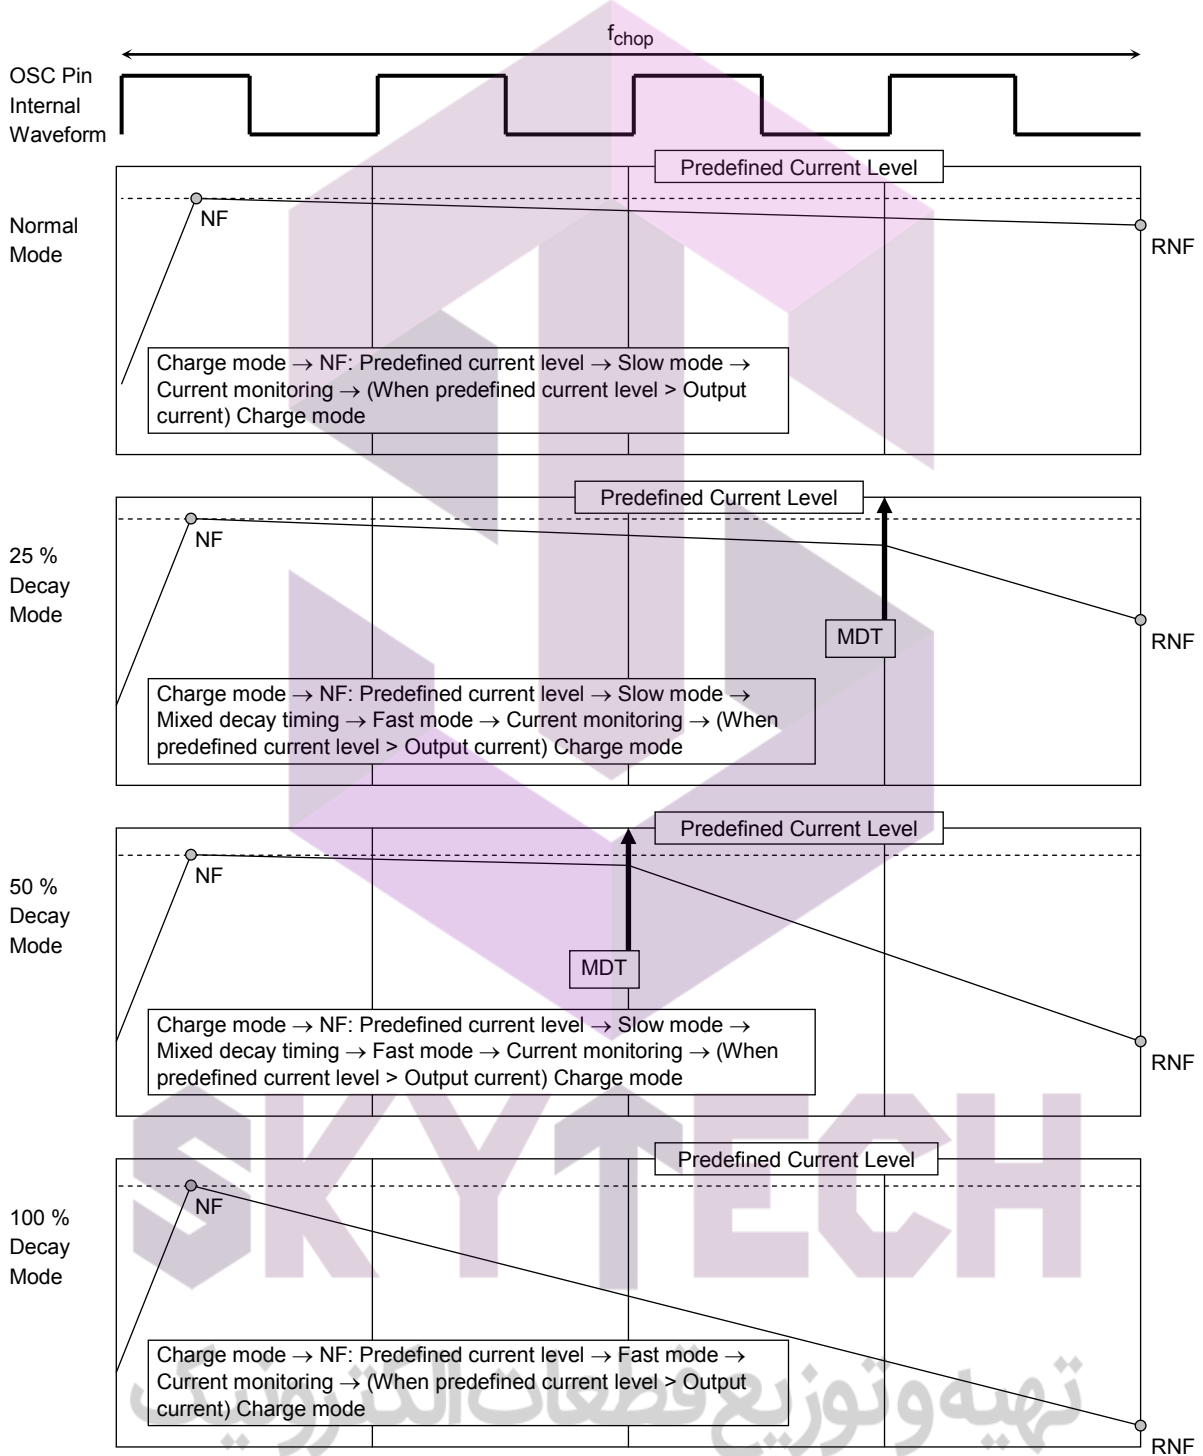 fchop
OSC Pin
Internal
Waveform
Predefined Current Level
NF
Normal
Mode
RNF
Charge mode → NF: Predefined current level → Slow mode →
Current monitoring → (When predefined current level > Output
current) Charge mode
Predefined Current Level
NF
25 %
Decay
Mode
MDT
RNF
Charge mode → NF: Predefined current level → Slow mode →
Mixed decay timing → Fast mode → Current monitoring → (When
predefined current level > Output current) Charge mode
Predefined Current Level
NF
50 %
Decay
Mode
MDT
Charge mode → NF: Predefined current level → Slow mode →
Mixed decay timing → Fast mode → Current monitoring → (When
predefined current level > Output current) Charge mode
RNF
SKYTECH
Predefined Current Level
NF
100 %
Decay
Mode
Charge mode → NF: Predefined current level → Fast mode →
Current monitoring → (When predefined current level > Output
current) Charge mode
تهیه و توزیع قطعات الکترونیک
RNF